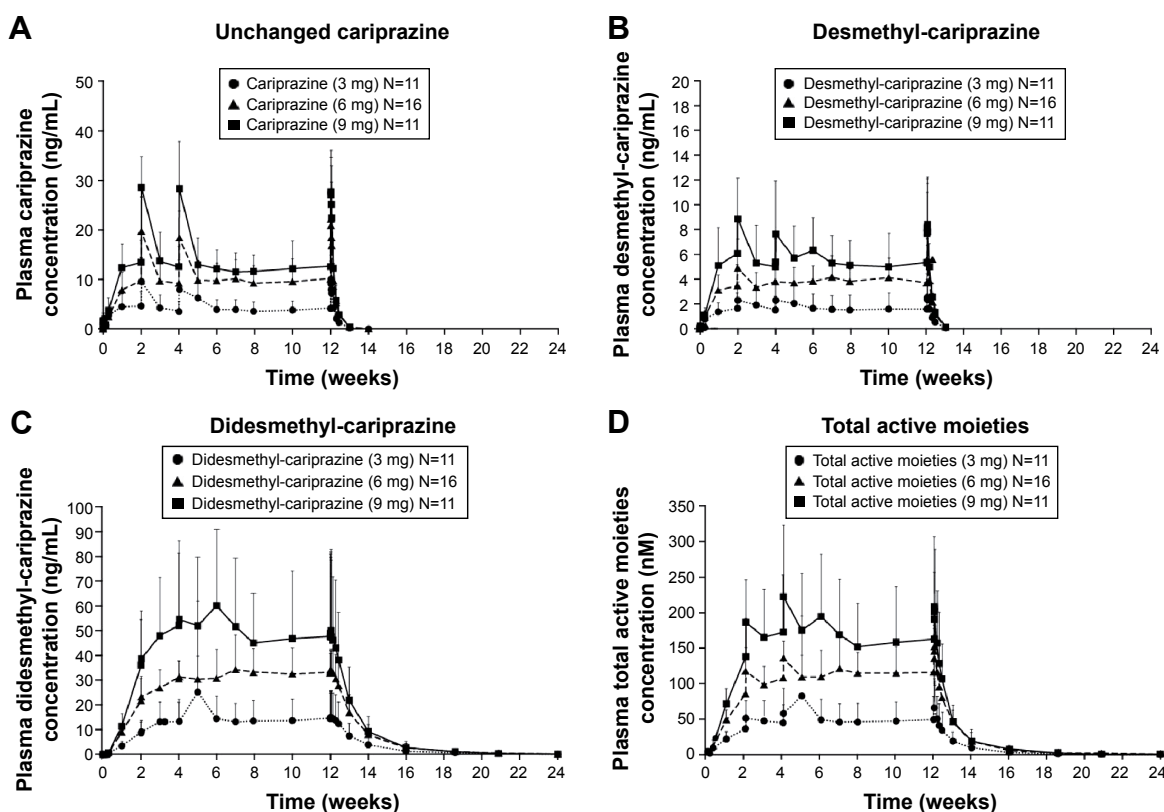 A
Unchanged cariprazine
Cariprazine (3 mg) N=11
Cariprazine (6 mg) N=16
Cariprazine (9 mg) N=11
Plasma cariprazine
concentration (ng/mL)
50
40
30
20
10
0
0 2 4 6 8 10 12 14 16 18 20 22 24
Time (weeks)
B
Desmethyl-cariprazine
Desmethyl-cariprazine (3 mg) N=11
Desmethyl-cariprazine (6 mg) N=16
Desmethyl-cariprazine (9 mg) N=11
Plasma desmethyl-cariprazine
concentration (ng/mL)
20
18
16
14
12
10
8
6
4
2
0
0 2 4 6 8 10 12 14 16 18 20 22 24
Time (weeks)
C
Didesmethyl-cariprazine
Didesmethyl-cariprazine (3 mg) N=11
Didesmethyl-cariprazine (6 mg) N=16
Didesmethyl-cariprazine (9 mg) N=11
Plasma didesmethyl-cariprazine
concentration (ng/mL)
100
90
80
70
60
50
40
30
20
10
0
0 2 4 6 8 10 12 14 16 18 20 22 24
Time (weeks)
D
Total active moieties
Total active moieties (3 mg) N=11
Total active moieties (6 mg) N=16
Total active moieties (9 mg) N=11
Plasma total active moieties
concentration (nM)
350
300
250
200
150
100
50
0
0 2 4 6 8 10 12 14 16 18 20 22 24
Time (weeks)